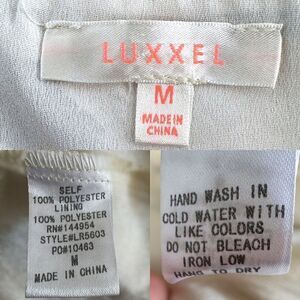 LUXXEL
M
MADE IN
CHINA
SELF
100% POLYESTER
LINING
100% POLYESTER
RN#144954
STYLE#LR5603
PO#10463
M
MADE IN CHINA
HAND WASH IN
COLD WATER WITH
LIKE COLORS
DO NOT BLEACH
IRON LOW
HANG TO DRY